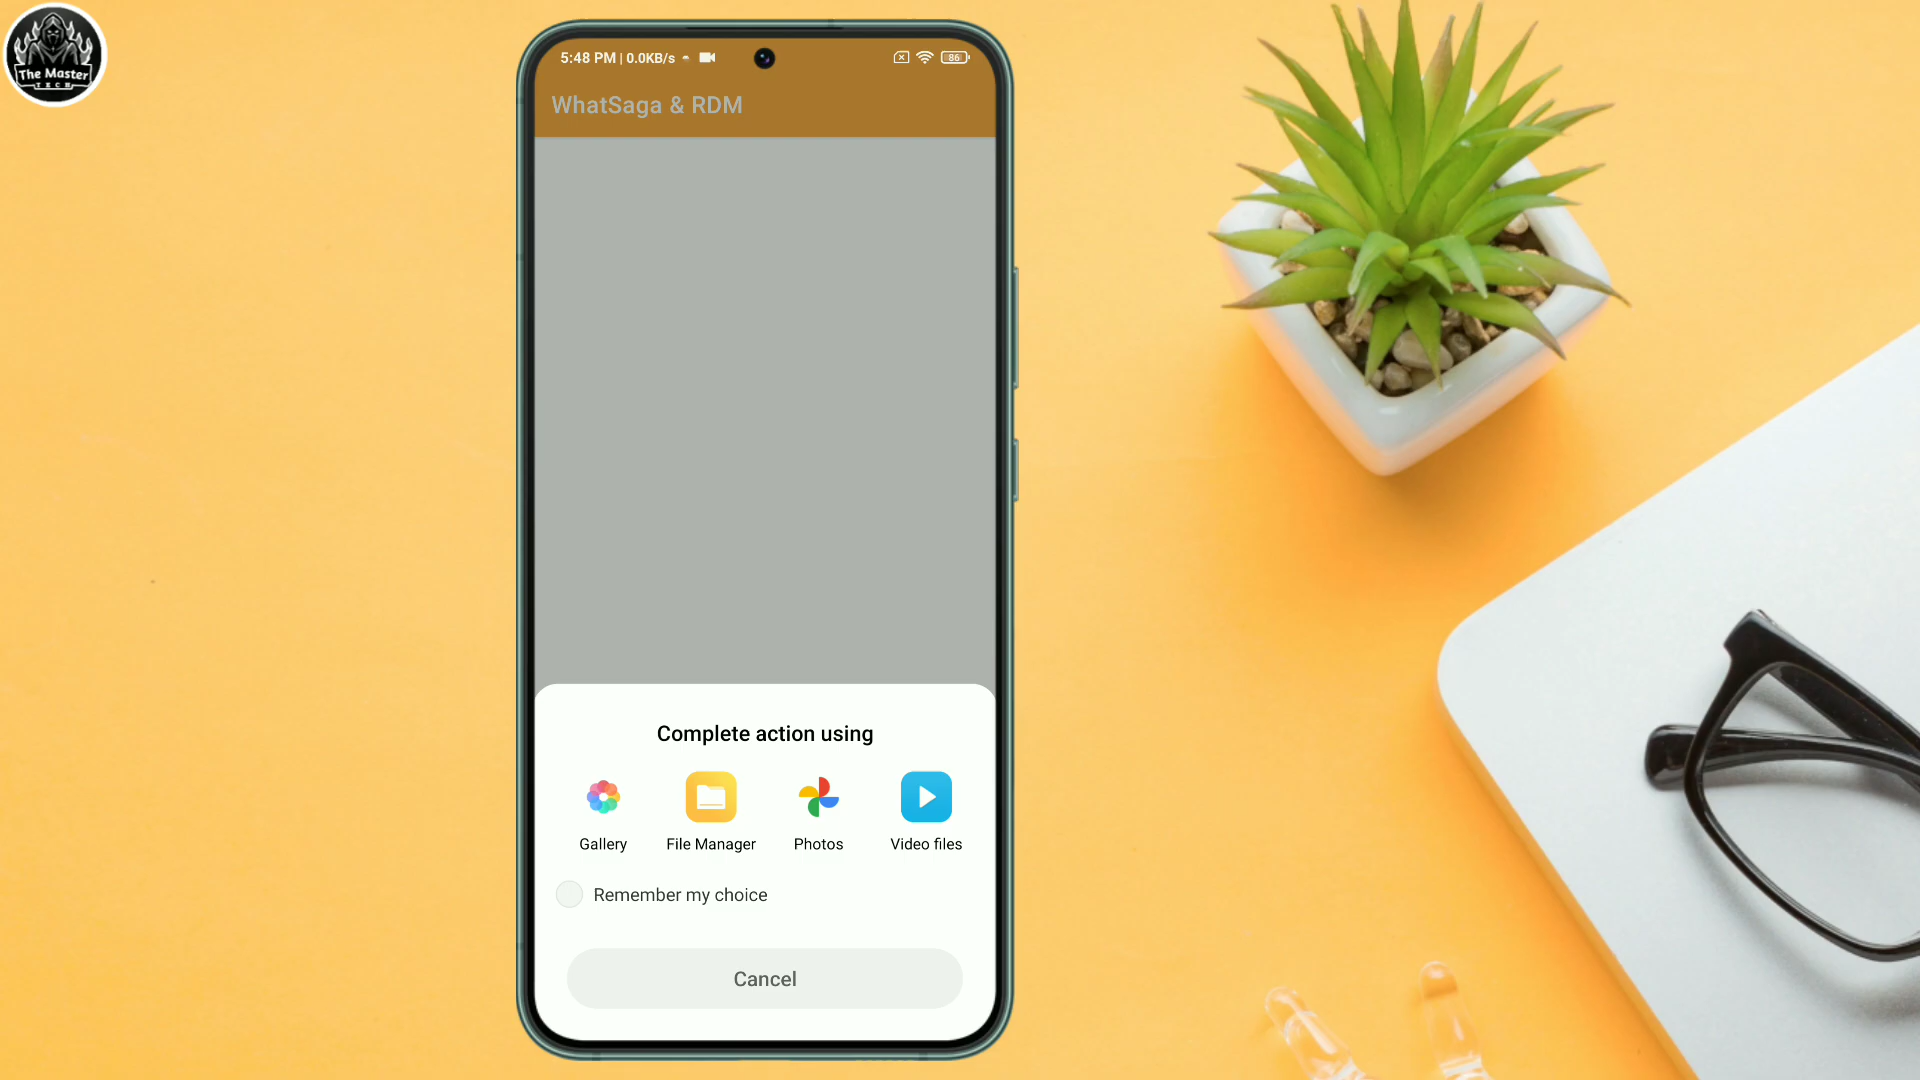 The Master
TECH
5:48 PM | 0.0KB/s
86
WhatSaga & RDM
Complete action using
Gallery
File Manager
Photos
Video files
Remember my choice
Cancel